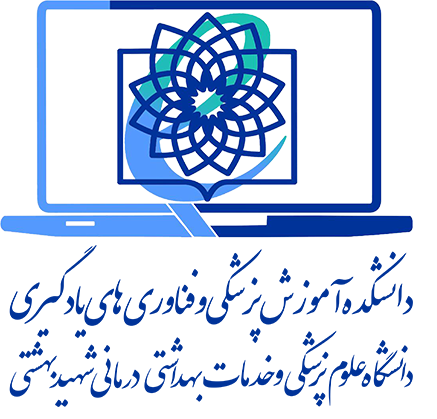 دانشکده آموزش پزشکی و فناوری های یادگیری
دانشگاه علوم پزشکی و خدمات بهداشتی درمانی شهید بهشتی